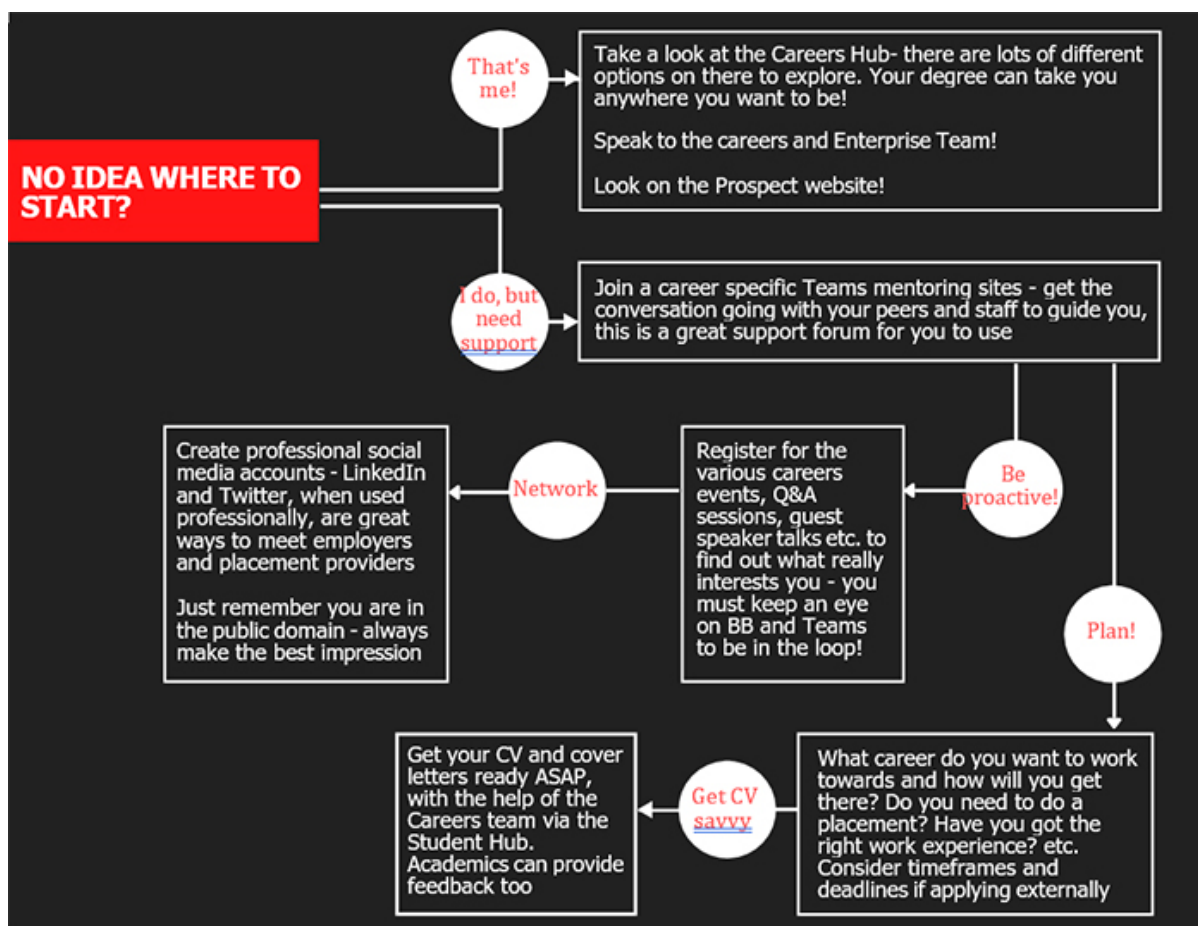 NO IDEA WHERE TO
START?
That's
me!
Take a look at the Careers Hub- there are lots of different
options on there to explore. Your degree can take you
anywhere you want to be!
Speak to the careers and Enterprise Team!
Look on the Prospect website!
I do, but
need
support
Join a career specific Teams mentoring sites - get the
conversation going with your peers and staff to guide you,
this is a great support forum for you to use
Be
proactive!
Register for the
various careers
events, Q&A
sessions, guest
speaker talks etc. to
find out what really
interests you - you
must keep an eye
on BB and Teams
to be in the loop!
Network
Create professional social
media accounts - LinkedIn
and Twitter, when used
professionally, are great
ways to meet employers
and placement providers
Just remember you are in
the public domain - always
make the best impression
Plan!
What career do you want to work
towards and how will you get
there? Do you need to do a
placement? Have you got the
right work experience? etc.
Consider timeframes and
deadlines if applying externally
Get CV
savvy
Get your CV and cover
letters ready ASAP,
with the help of the
Careers team via the
Student Hub.
Academics can provide
feedback too